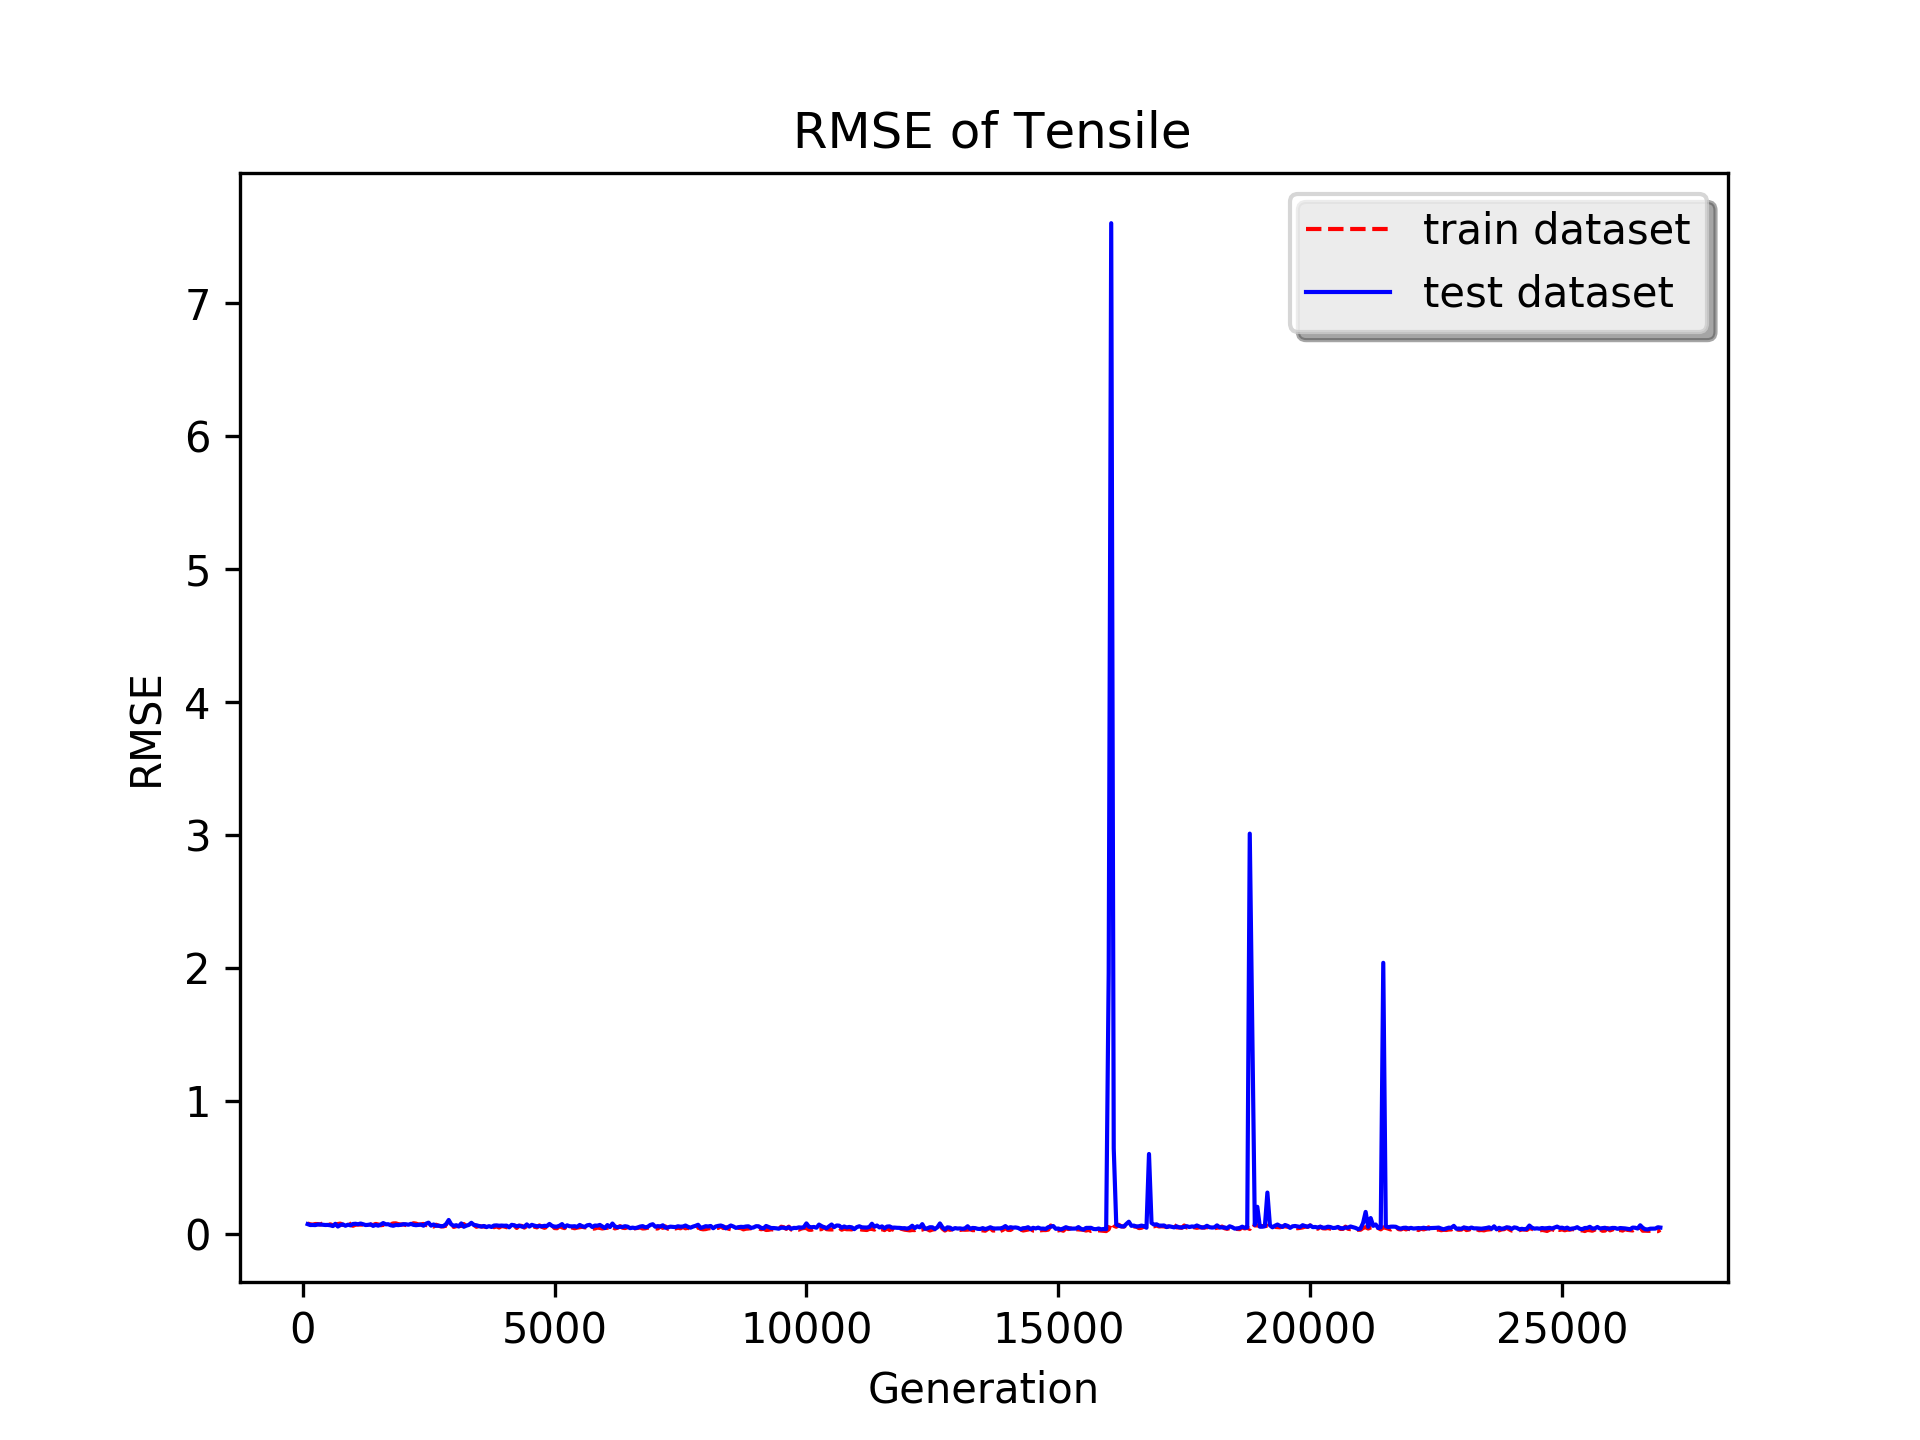 RMSE of Tensile
train dataset
test dataset
7
6
5
4
3
2
1
0
RMSE
0 5000 10000 15000 20000 25000
Generation